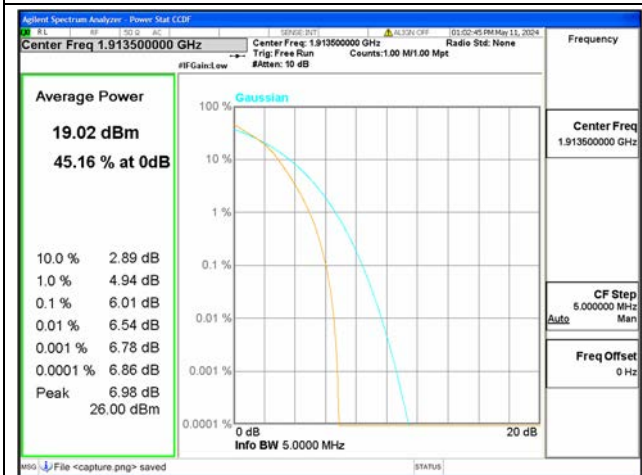 Agilent Spectrum Analyzer - Power Stat CCDF
RL RF 50 Ω AC SENSE:INT ALIGN OFF 01:02:45 PM May 11, 2024
Center Freq 1.913500000 GHz
Center Freq: 1.913500000 GHz Radio Std: None
Trig: Free Run Counts:1.00 M/1.00 Mpt
#IFGain:Low #Atten: 10 dB
Frequency
Average Power
19.02 dBm
45.16 % at 0dB
10.0 % 2.89 dB
1.0 % 4.94 dB
0.1 % 6.01 dB
0.01 % 6.54 dB
0.001 % 6.78 dB
0.0001 % 6.86 dB
Peak 6.98 dB
26.00 dBm
Gaussian
100 %
10 %
1 %
0.1 %
0.01 %
0.001 %
0.0001 %
0 dB 20 dB
Info BW 5.0000 MHz
Center Freq
1.913500000 GHz
CF Step
5.000000 MHz
Auto Man
Freq Offset
0 Hz
MSG File <capture.png> saved STATUS